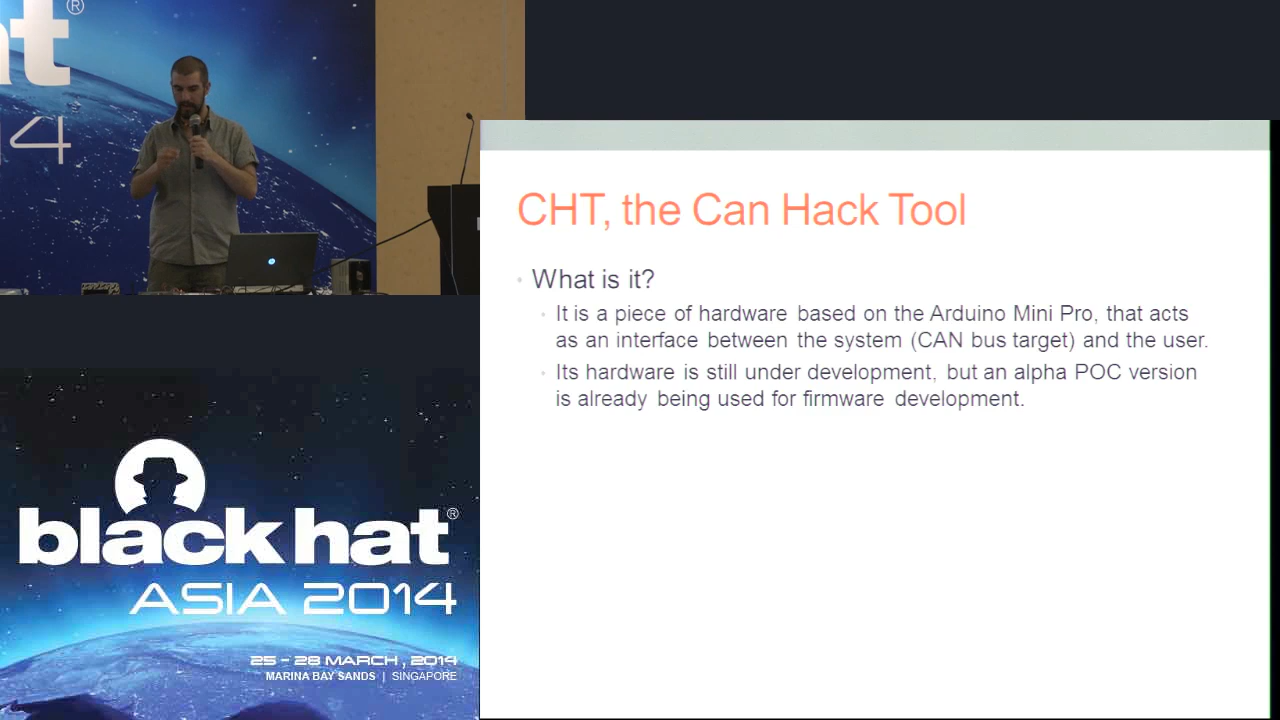 t®
14
CHT, the Can Hack Tool
What is it?
It is a piece of hardware based on the Arduino Mini Pro, that acts
as an interface between the system (CAN bus target) and the user.
Its hardware is still under development, but an alpha POC version
is already being used for firmware development.
black hat®
ASIA 2014
25 - 28 MARCH , 2014
MARINA BAY SANDS | SINGAPORE